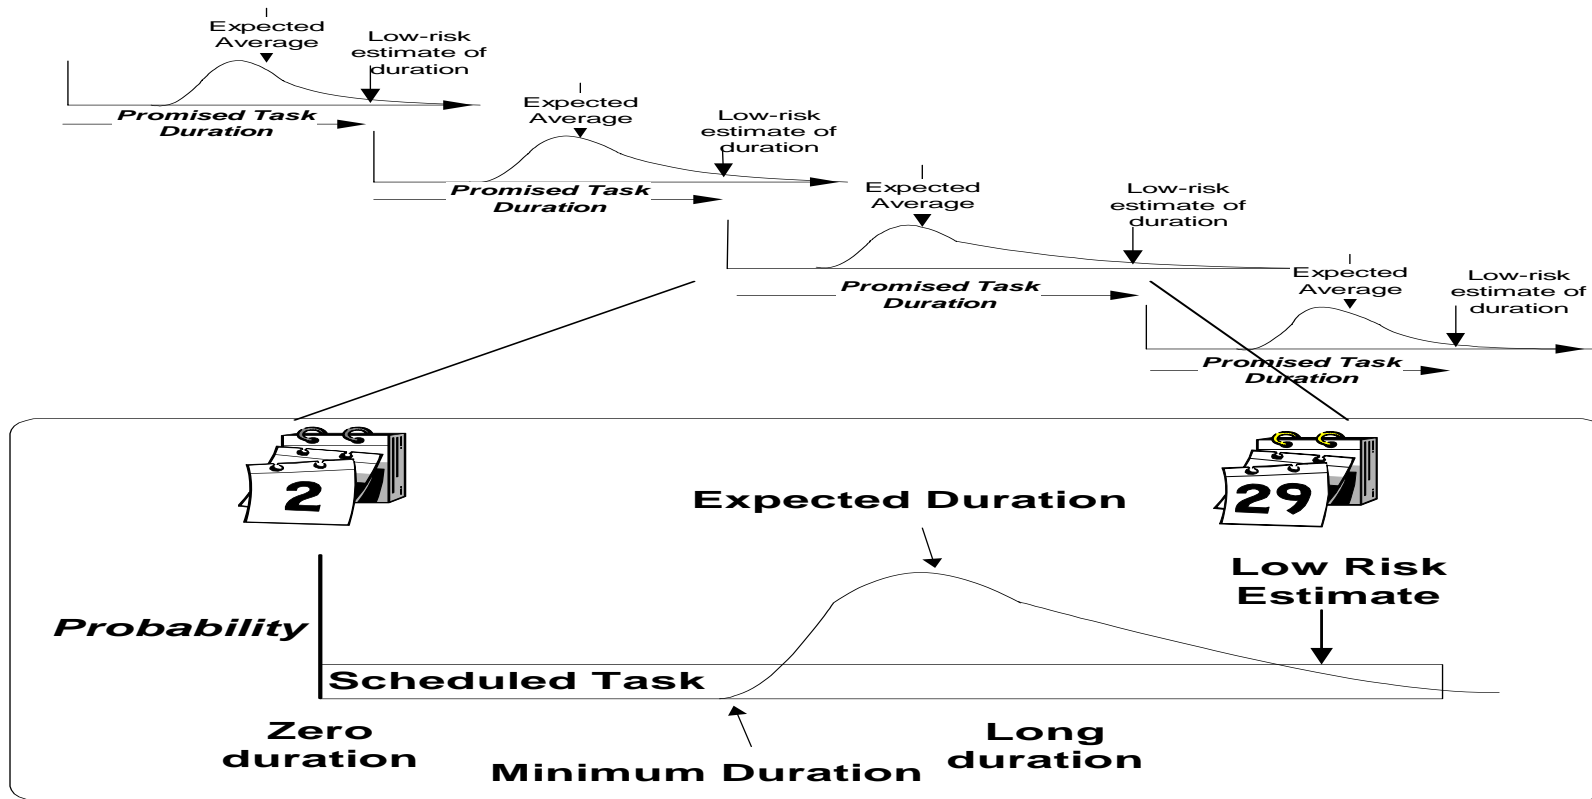 Expected
Average
Low-risk
estimate of
duration
Promised Task
Duration
Expected
Average
Low-risk
estimate of
duration
Promised Task
Duration
Expected
Average
Low-risk
estimate of
duration
Promised Task
Duration
Expected
Average
Low-risk
estimate of
duration
Promised Task
Duration
2
29
Expected Duration
Low Risk
Estimate
Probability
Scheduled Task
Zero
duration
Minimum Duration
Long
duration